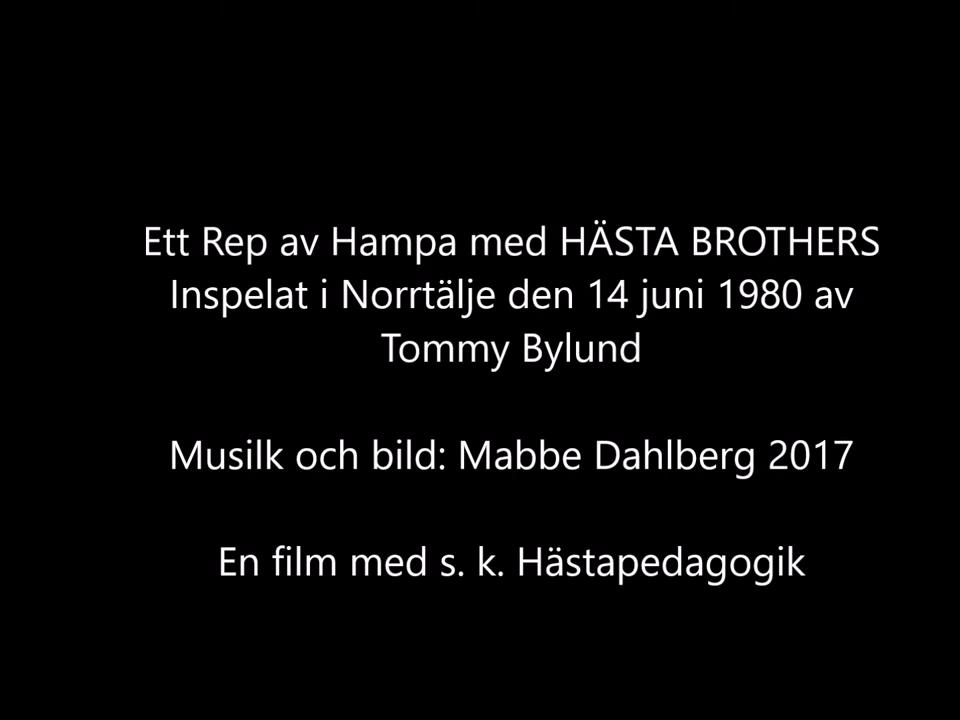 Ett Rep av Hampa med HÄSTA BROTHERS
Inspelat i Norrtälje den 14 juni 1980 av
Tommy Bylund
Musilk och bild: Mabbe Dahlberg 2017
En film med s. k. Hästapedagogik